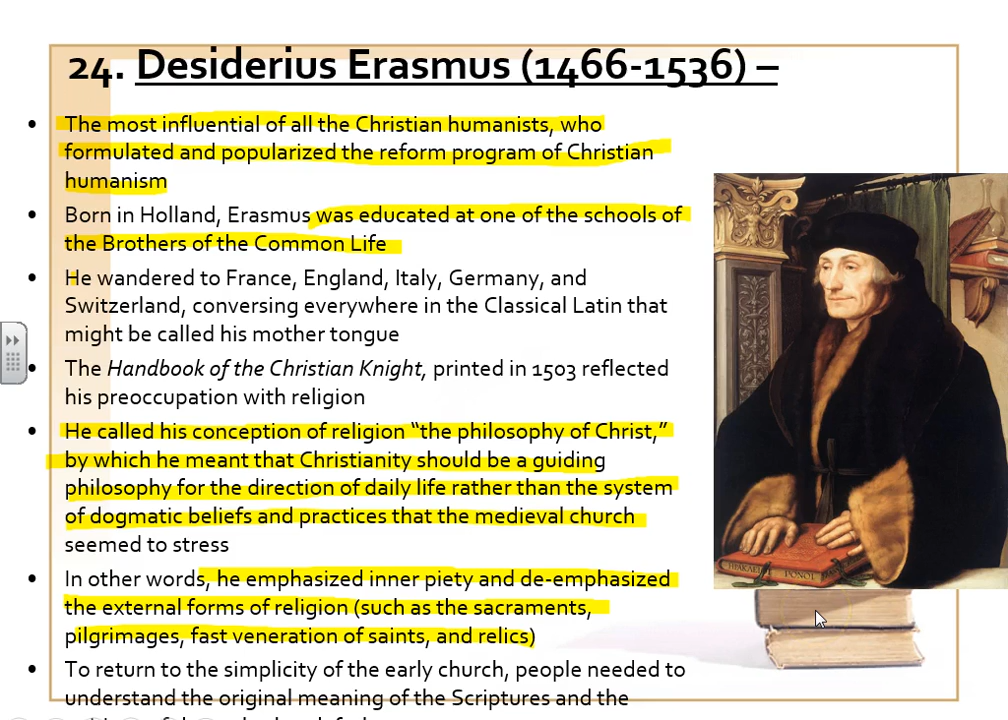 24. Desiderius Erasmus (1466-1536) –
• The most influential of all the Christian humanists, who
formulated and popularized the reform program of Christian
humanism
• Born in Holland, Erasmus was educated at one of the schools of
the Brothers of the Common Life
• He wandered to France, England, Italy, Germany, and
Switzerland, conversing everywhere in the Classical Latin that
might be called his mother tongue
• The Handbook of the Christian Knight, printed in 1503 reflected
his preoccupation with religion
• He called his conception of religion “the philosophy of Christ,”
by which he meant that Christianity should be a guiding
philosophy for the direction of daily life rather than the system
of dogmatic beliefs and practices that the medieval church
seemed to stress
• In other words, he emphasized inner piety and de-emphasized
the external forms of religion (such as the sacraments,
pilgrimages, fast veneration of saints, and relics)
• To return to the simplicity of the early church, people needed to
understand the original meaning of the Scriptures and the